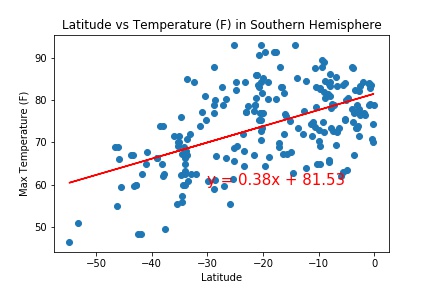 Latitude vs Temperature (F) in Southern Hemisphere
Max Temperature (F)
90
80
70
60
50
y = 0.38x + 81.53
−50
−40
−30
−20
−10
0
Latitude